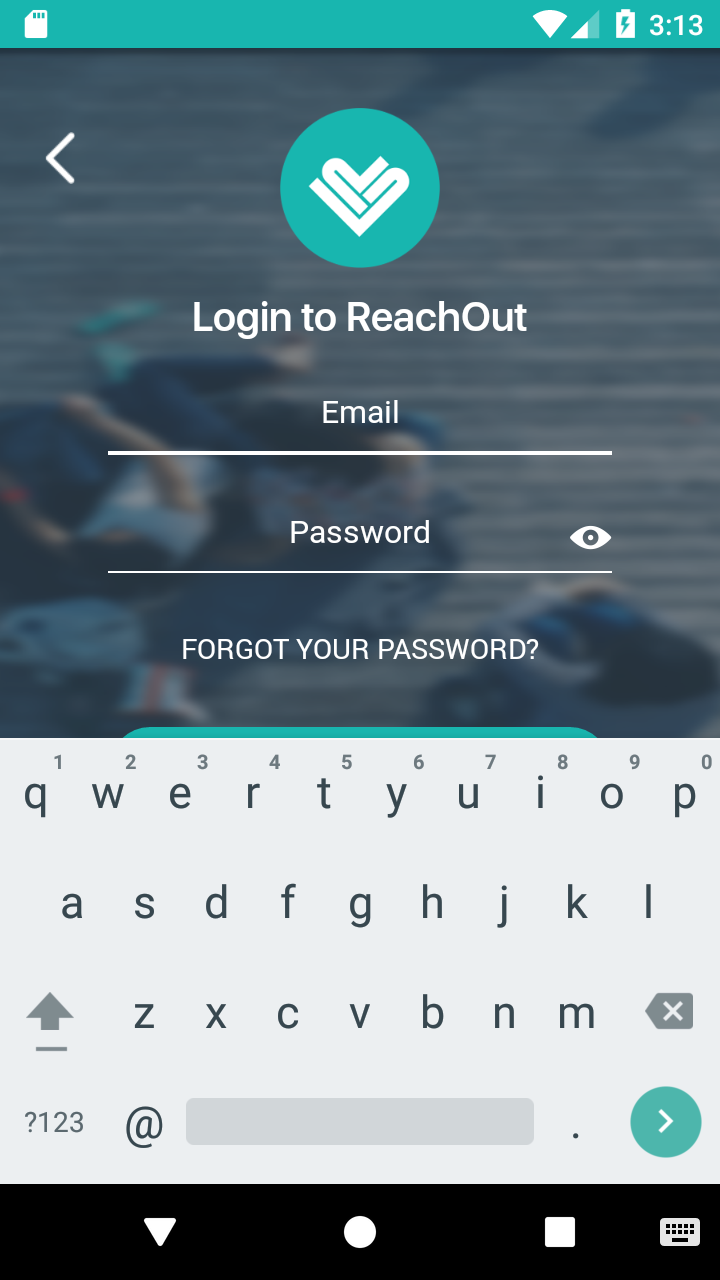 3:13
Login to ReachOut
Email
Password
FORGOT YOUR PASSWORD?
1 2 3 4 5 6 7 8 9 0
q w e r t y u i o p
a s d f g h j k l
z x c v b n m
?123 @ .